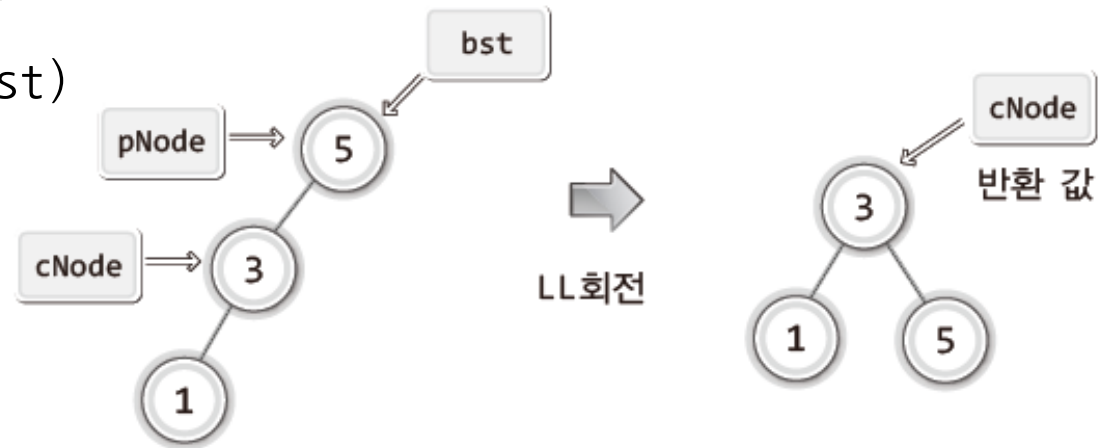 bst
st)
pNode
5
cNode
3
1
LL회전
cNode
반환 값
3
1
5